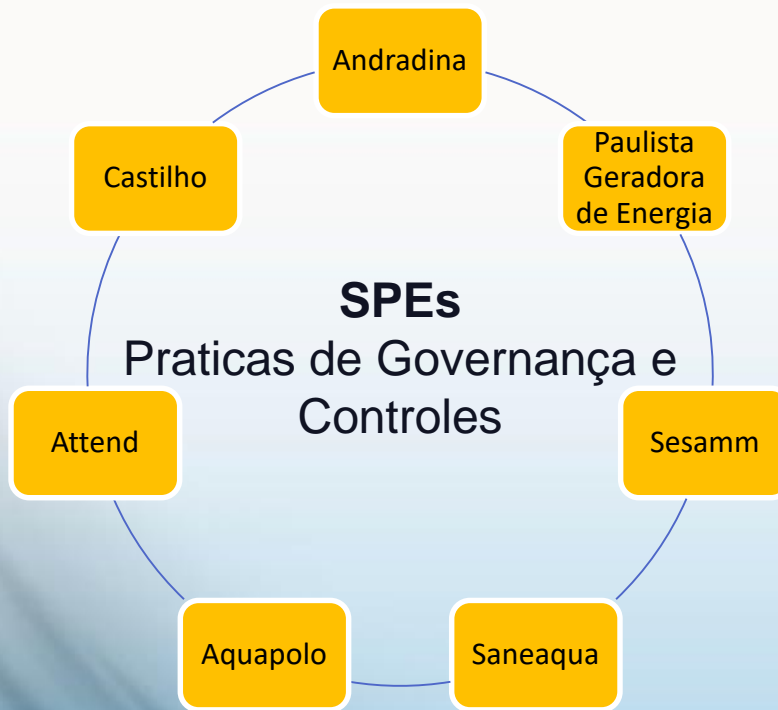 Andradina
Castilho
Paulista
Geradora
de Energia
SPEs
Praticas de Governança e
Controles
Attend
Sesamm
Aquapolo
Saneaqua